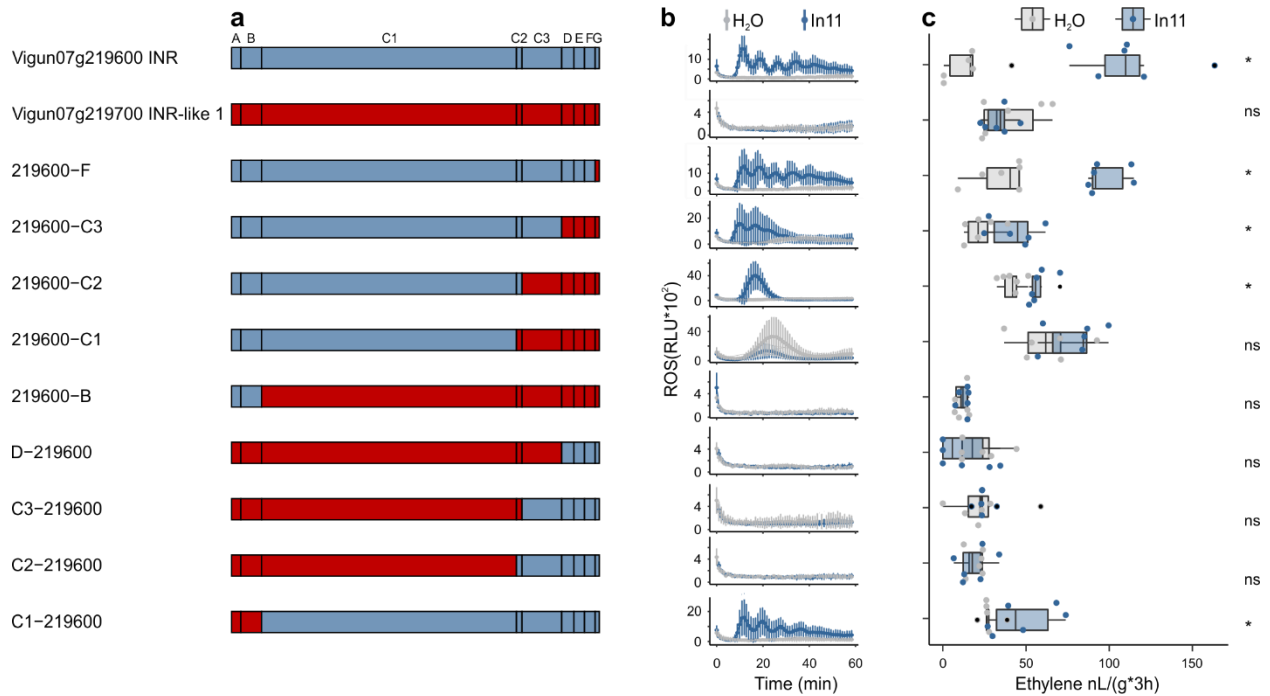 a
b
c
H2O
In11
H2O
In11
A B C1 C2 C3 D E F G
Vigun07g219600 INR
Vigun07g219700 INR-like 1
219600−F
219600−C3
219600−C2
219600−C1
219600−B
D−219600
C3−219600
C2−219600
C1−219600
ROS(RLU*10²)
10
0
4
0
10
0
20
0
40
20
0
40
20
0
4
0
4
0
4
0
4
0
20
0
0 20 40 60
Time (min)
*
ns
*
*
*
ns
ns
ns
ns
ns
*
0 50 100 150
Ethylene nL/(g*3h)